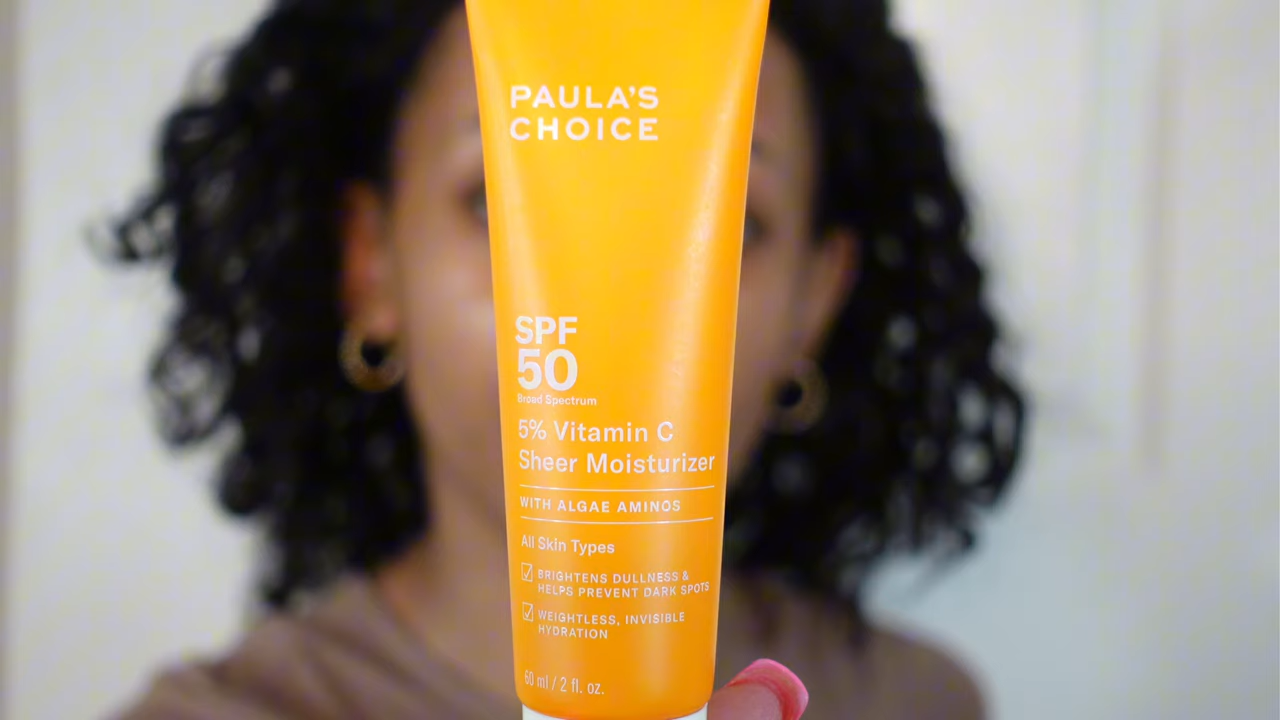 PAULA'S
CHOICE
SPF
50
Broad Spectrum
5% Vitamin C
Sheer Moisturizer
WITH ALGAE AMINOS
All Skin Types
BRIGHTENS DULLNESS &
HELPS PREVENT DARK SPOTS
WEIGHTLESS, INVISIBLE
HYDRATION
60 ml / 2 fl. oz.